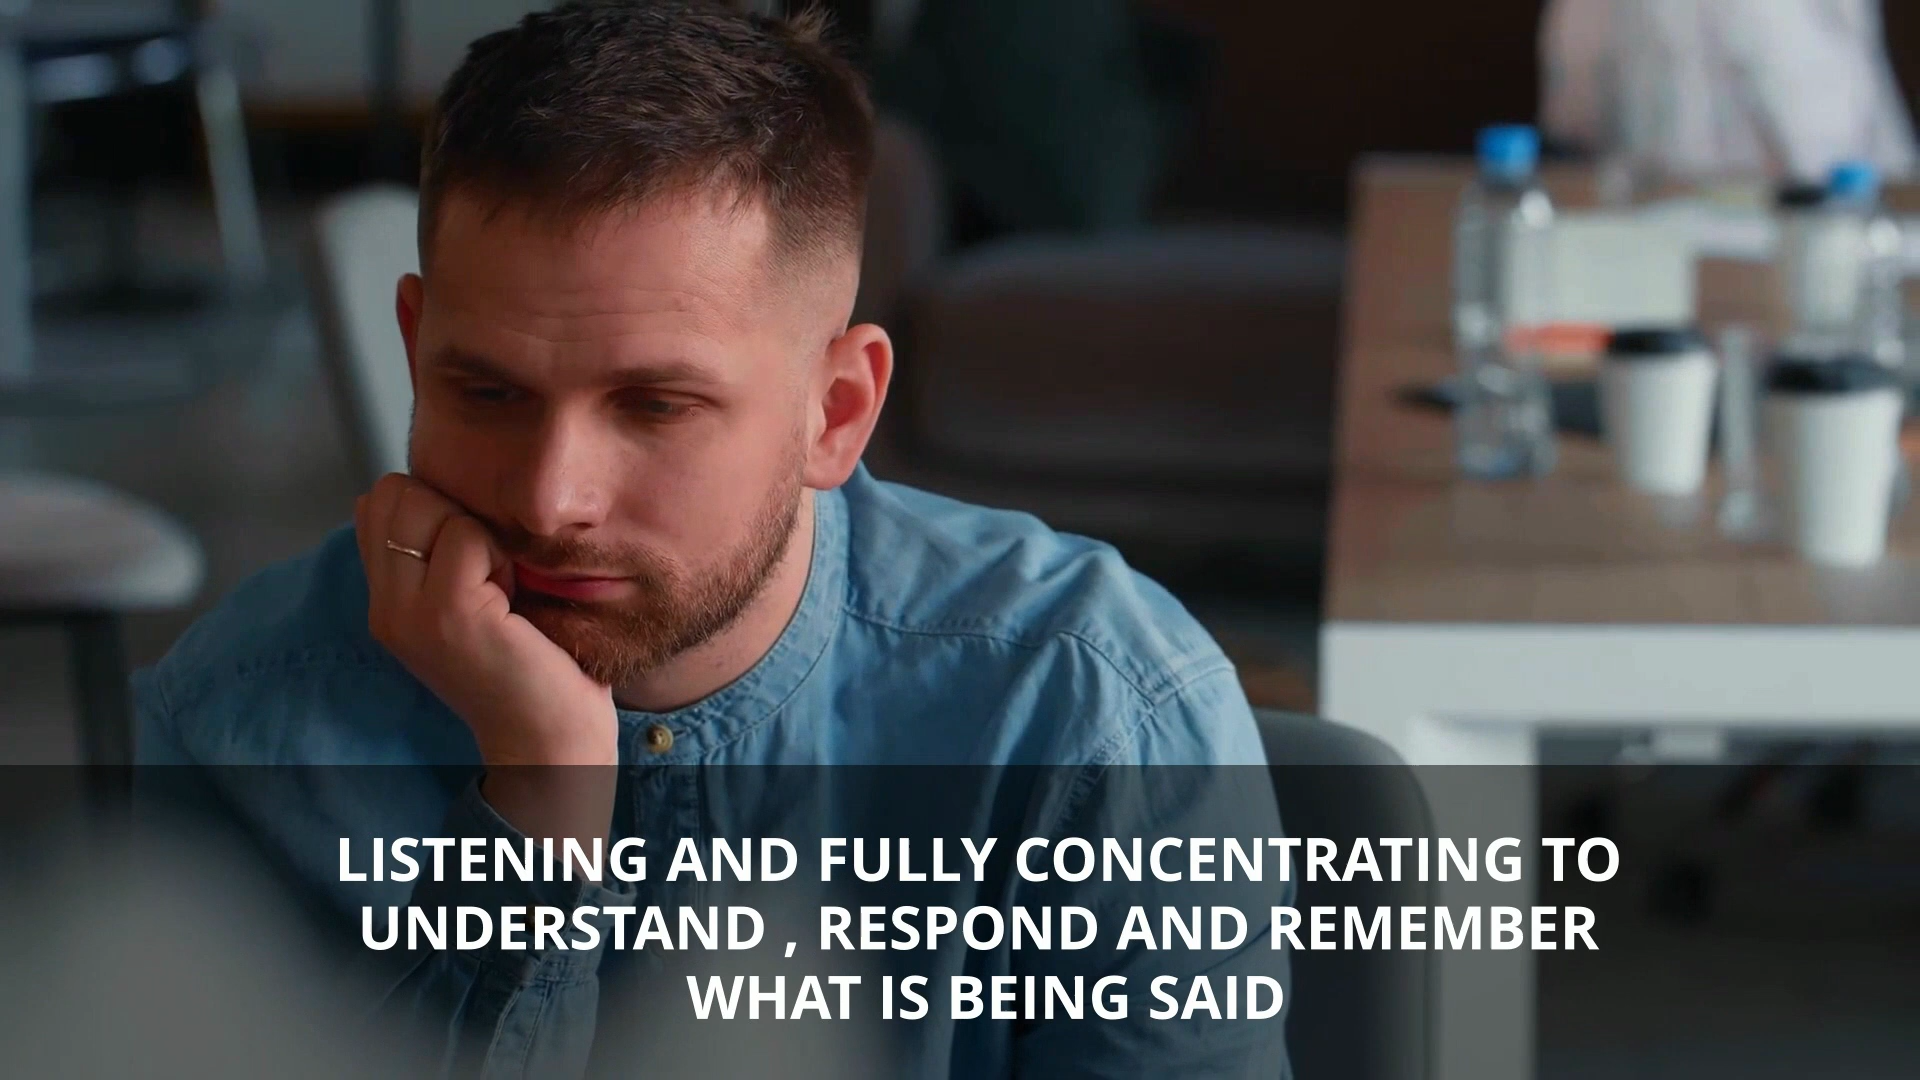 LISTENING AND FULLY CONCENTRATING TO
UNDERSTAND , RESPOND AND REMEMBER
WHAT IS BEING SAID